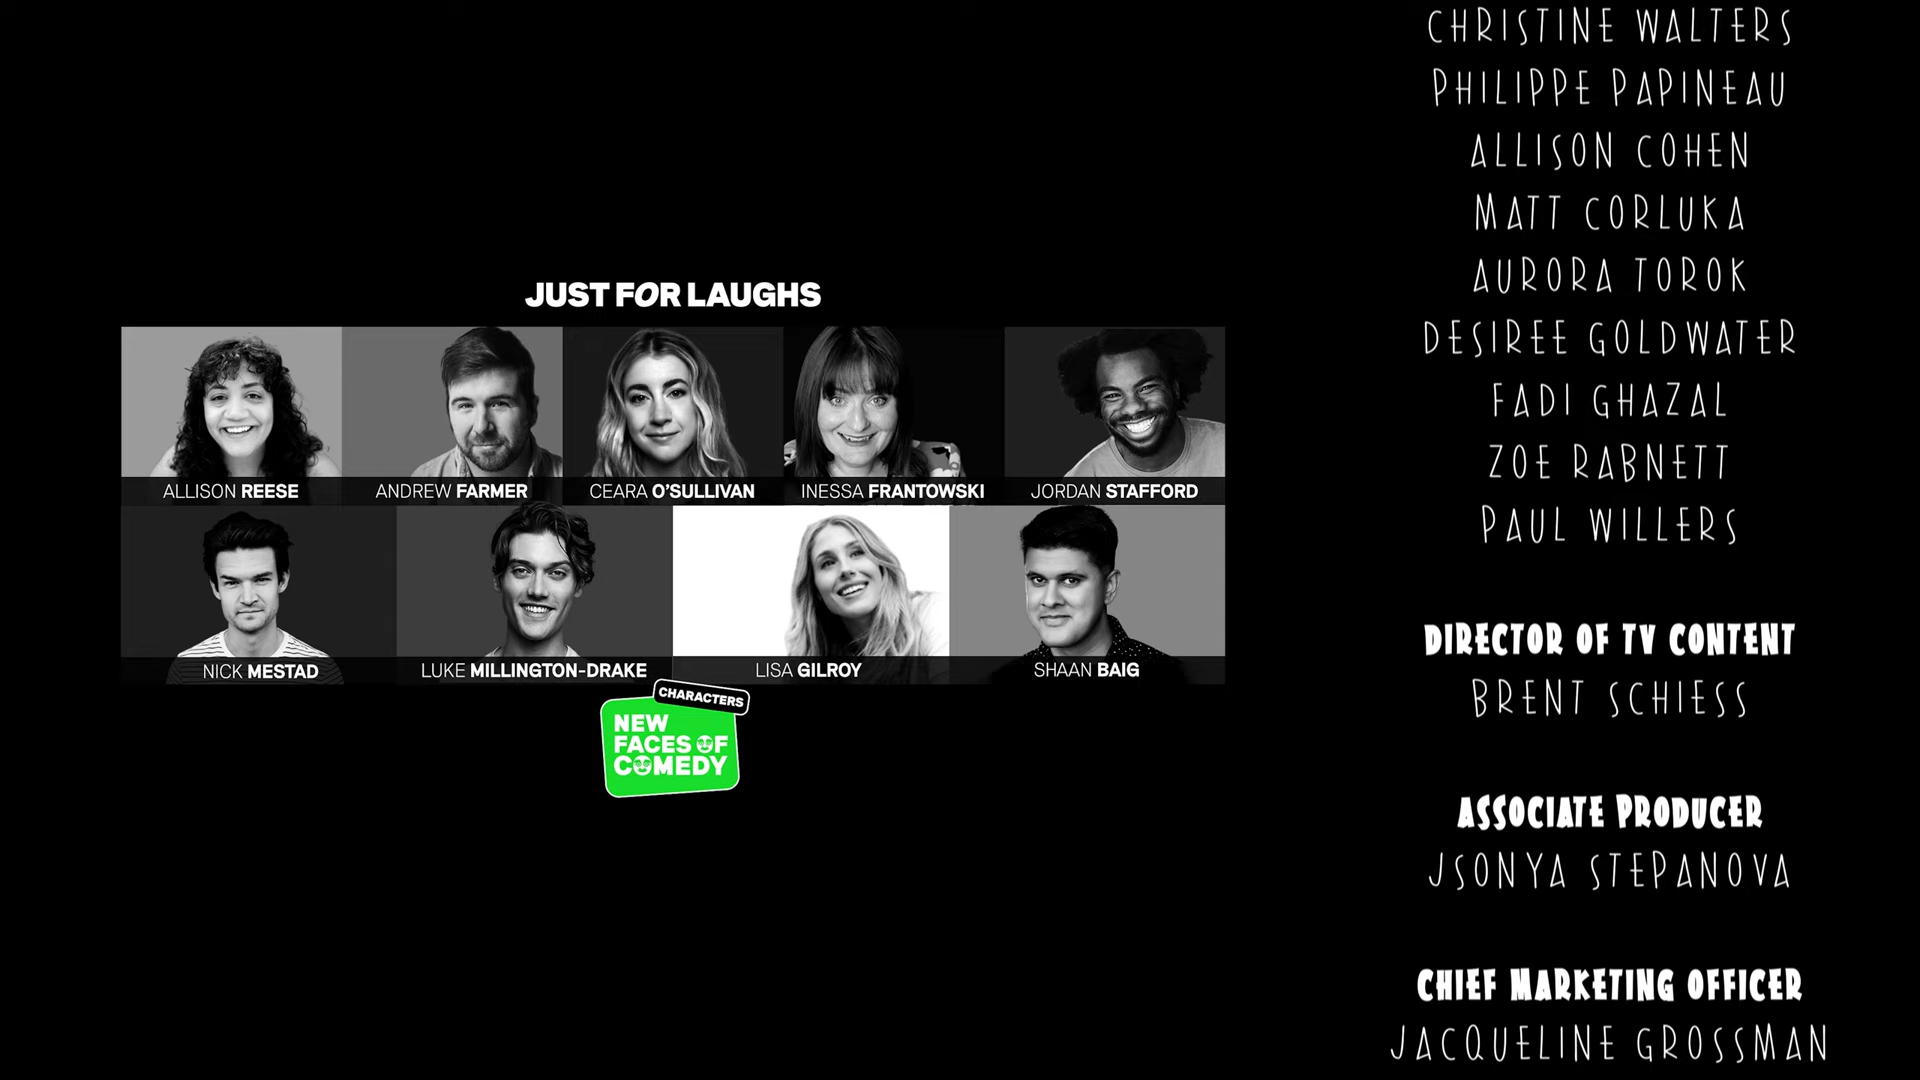 JUST FOR LAUGHS
ALLISON REESE
ANDREW FARMER
CEARA O'SULLIVAN
INESSA FRANTOWSKI
JORDAN STAFFORD
NICK MESTAD
LUKE MILLINGTON-DRAKE
LISA GILROY
SHAAN BAIG
CHARACTERS
NEW
FACES OF
COMEDY
CHRISTINE WALTERS
PHILIPPE PAPINEAU
ALLISON COHEN
MATT CORLUKA
AURORA TOROK
DESIREE GOLDWATER
FADI GHAZAL
ZOE RABNETT
PAUL WILLERS
DIRECTOR OF TV CONTENT
BRENT SCHIESS
ASSOCIATE PRODUCER
JSONYA STEPANOVA
CHIEF MARKETING OFFICER
JACQUELINE GROSSMAN